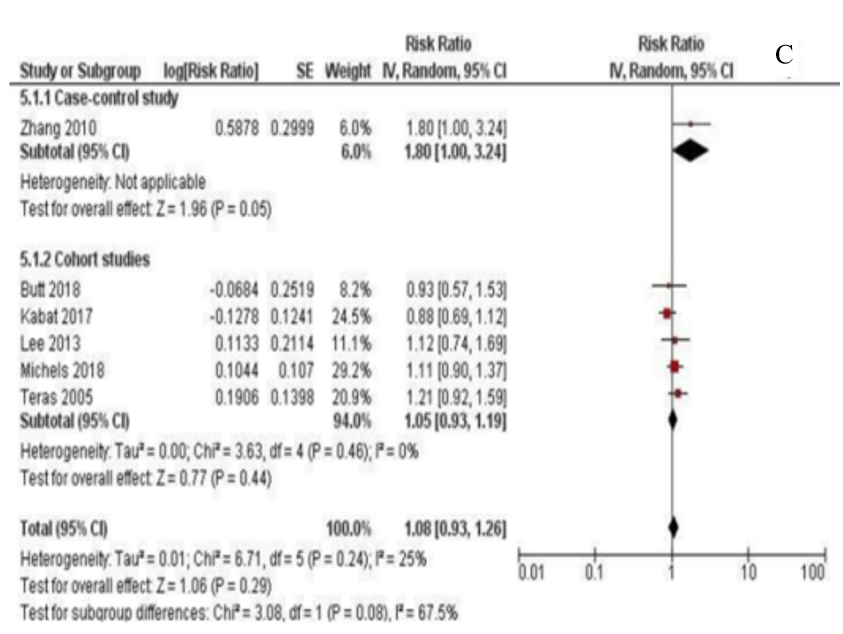 C
Risk Ratio Risk Ratio
Study or Subgroup log[Risk Ratio] SE Weight IV, Random, 95% CI IV, Random, 95% CI
5.1.1 Case-control study
Zhang 2010 0.5878 0.2999 6.0% 1.80 [1.00, 3.24]
Subtotal (95% CI) 6.0% 1.80 [1.00, 3.24]
Heterogeneity: Not applicable
Test for overall effect: Z = 1.96 (P = 0.05)
5.1.2 Cohort studies
Butt 2018 -0.0684 0.2519 8.2% 0.93 [0.57, 1.53]
Kabat 2017 -0.1278 0.1241 24.5% 0.88 [0.69, 1.12]
Lee 2013 0.1133 0.2114 11.1% 1.12 [0.74, 1.69]
Michels 2018 0.1044 0.107 29.2% 1.11 [0.90, 1.37]
Teras 2005 0.1906 0.1398 20.9% 1.21 [0.92, 1.59]
Subtotal (95% CI) 94.0% 1.05 [0.93, 1.19]
Heterogeneity: Tau² = 0.00; Chi² = 3.63, df = 4 (P = 0.46); I² = 0%
Test for overall effect: Z = 0.77 (P = 0.44)
Total (95% CI) 100.0% 1.08 [0.93, 1.26]
Heterogeneity: Tau² = 0.01; Chi² = 6.71, df = 5 (P = 0.24); I² = 25%
Test for overall effect: Z = 1.06 (P = 0.29)
Test for subgroup differences: Chi² = 3.08, df = 1 (P = 0.08), I² = 67.5%
0.01 0.1 1 10 100